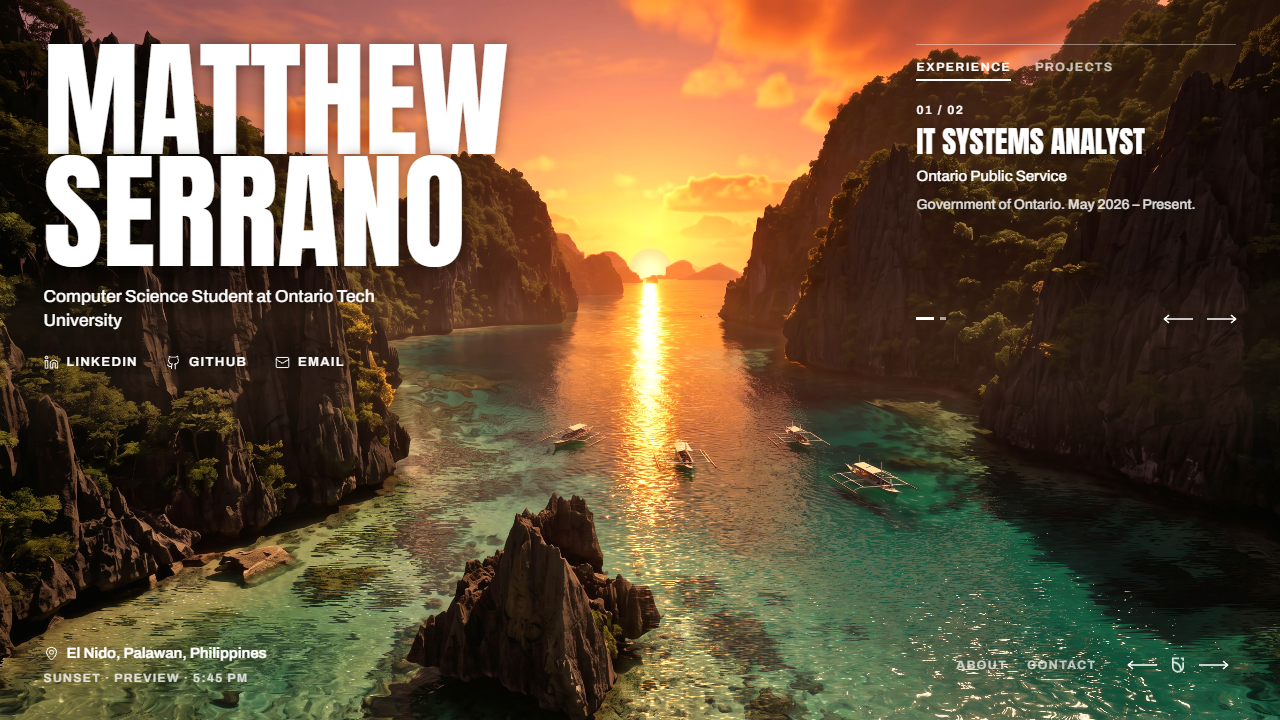 MATTHEW
SERRANO
Computer Science Student at Ontario Tech
University
LINKEDIN GITHUB EMAIL
EXPERIENCE PROJECTS
01 / 02
IT SYSTEMS ANALYST
Ontario Public Service
Government of Ontario. May 2026 – Present.
El Nido, Palawan, Philippines
SUNSET · PREVIEW · 5:45 PM
ABOUT CONTACT